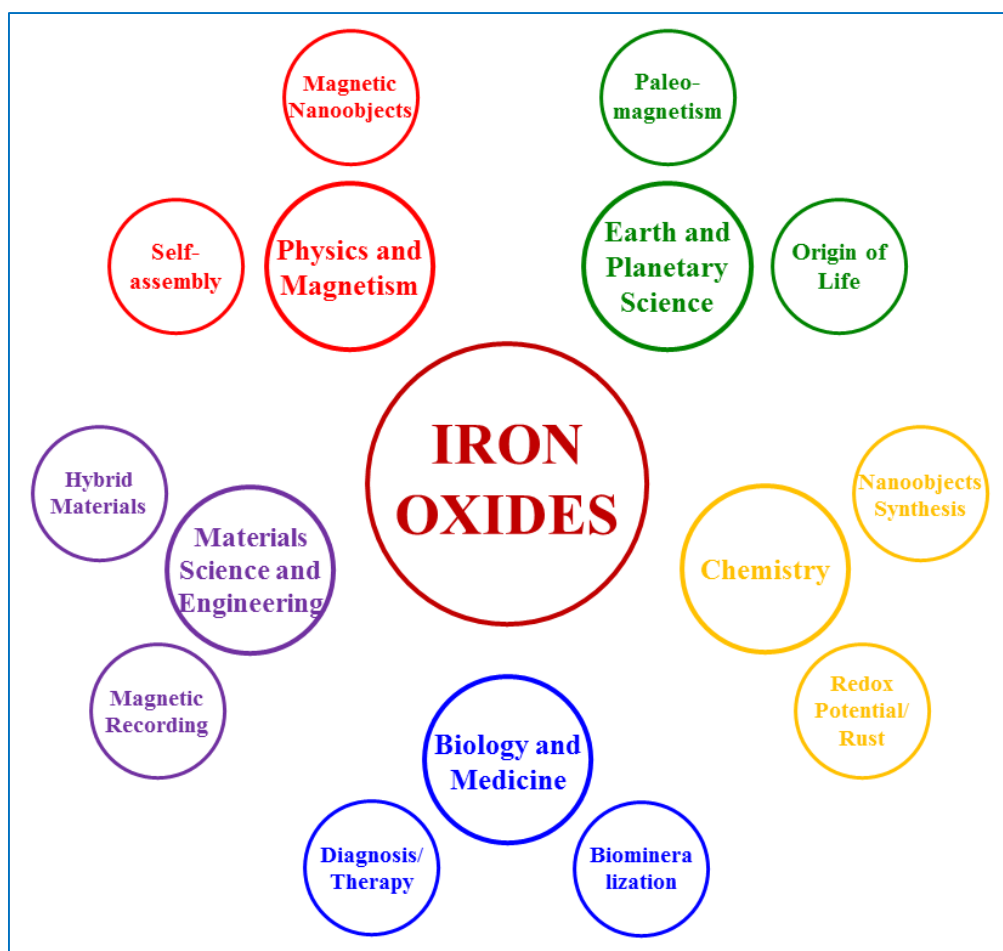 Magnetic
Nanoobjects
Paleo-
magnetism
Self-
assembly
Physics and
Magnetism
Earth and
Planetary
Science
Origin of
Life
IRON
OXIDES
Hybrid
Materials
Materials
Science and
Engineering
Magnetic
Recording
Chemistry
Nanoobjects
Synthesis
Redox
Potential/
Rust
Biology and
Medicine
Diagnosis/
Therapy
Biominera
lization